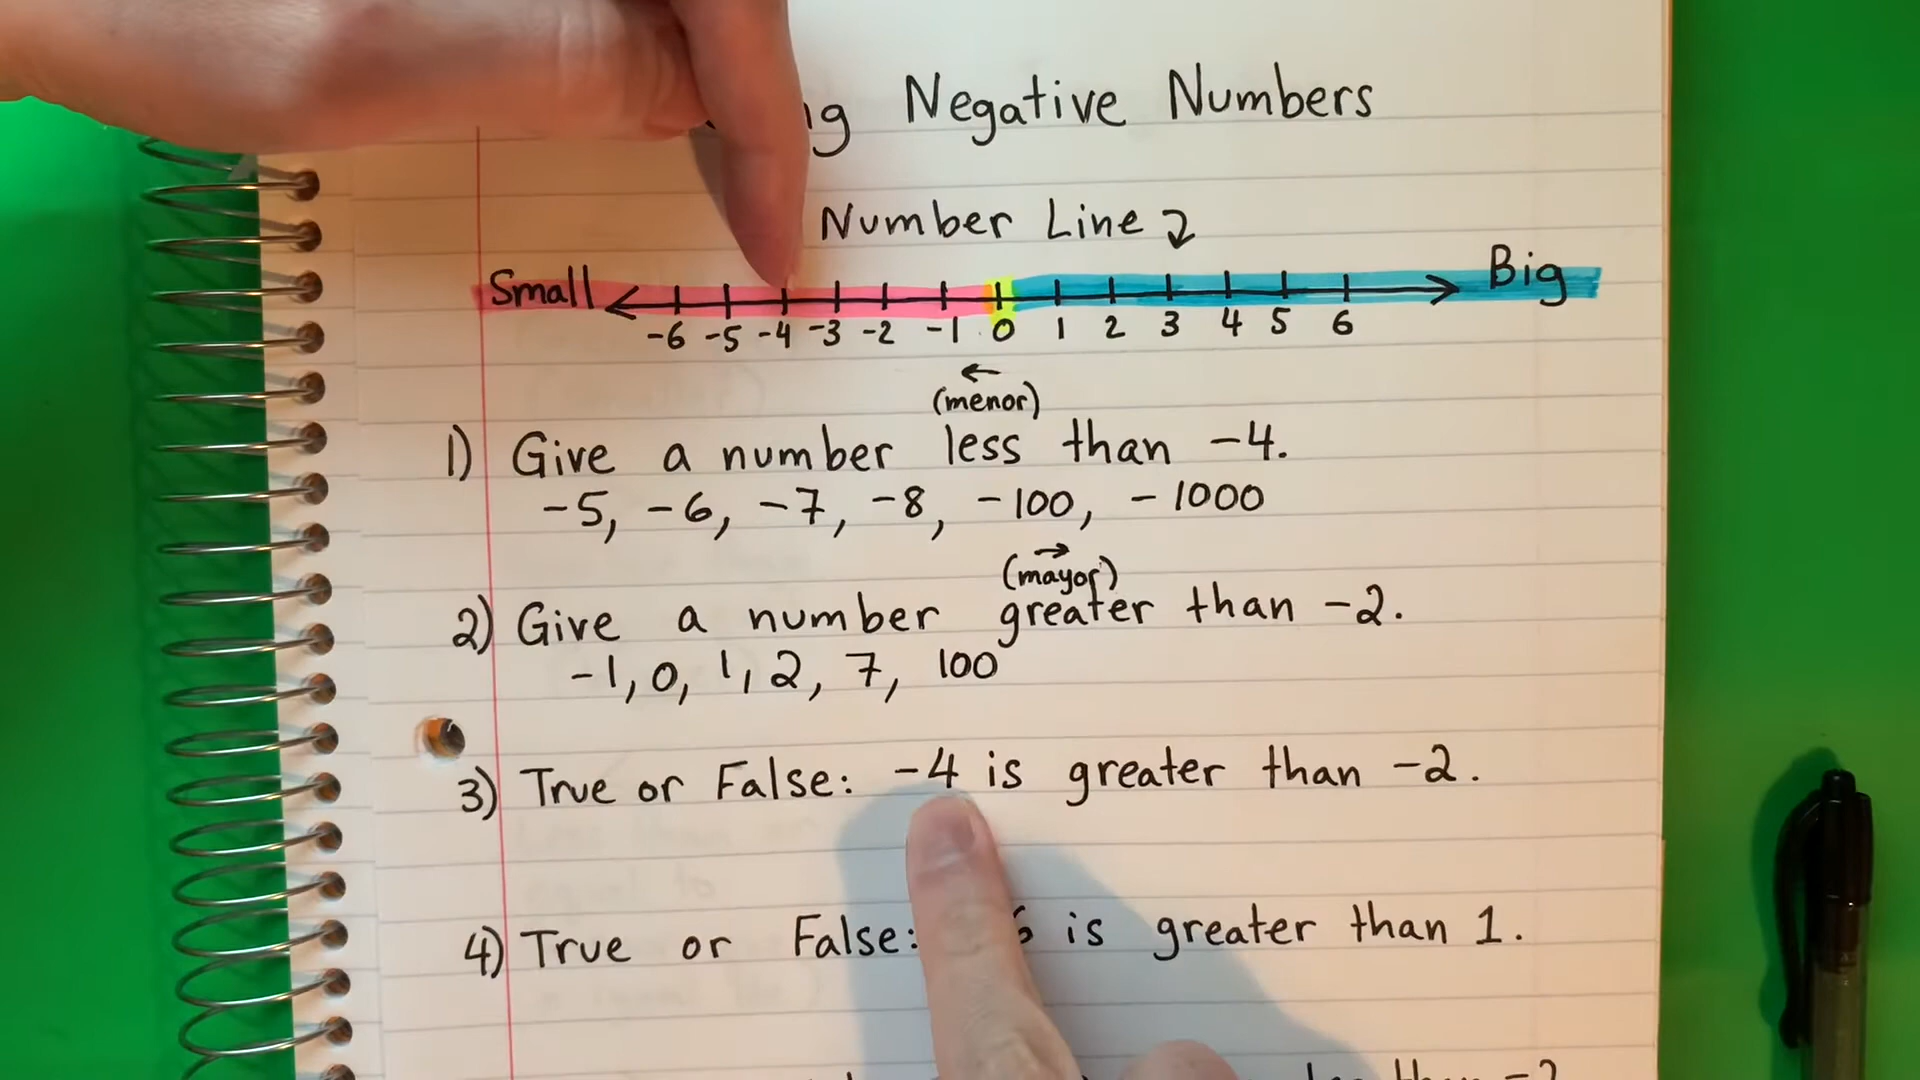 Negative Numbers
Number Line
Small Big
-6 -5 -4 -3 -2 -1 0 1 2 3 4 5 6
(menor)
1) Give a number less than -4.
-5, -6, -7, -8, -100, -1000
(mayor)
2) Give a number greater than -2.
-1, 0, 1, 2, 7, 100
3) True or False: -4 is greater than -2.
4) True or False: is greater than 1.
than -2